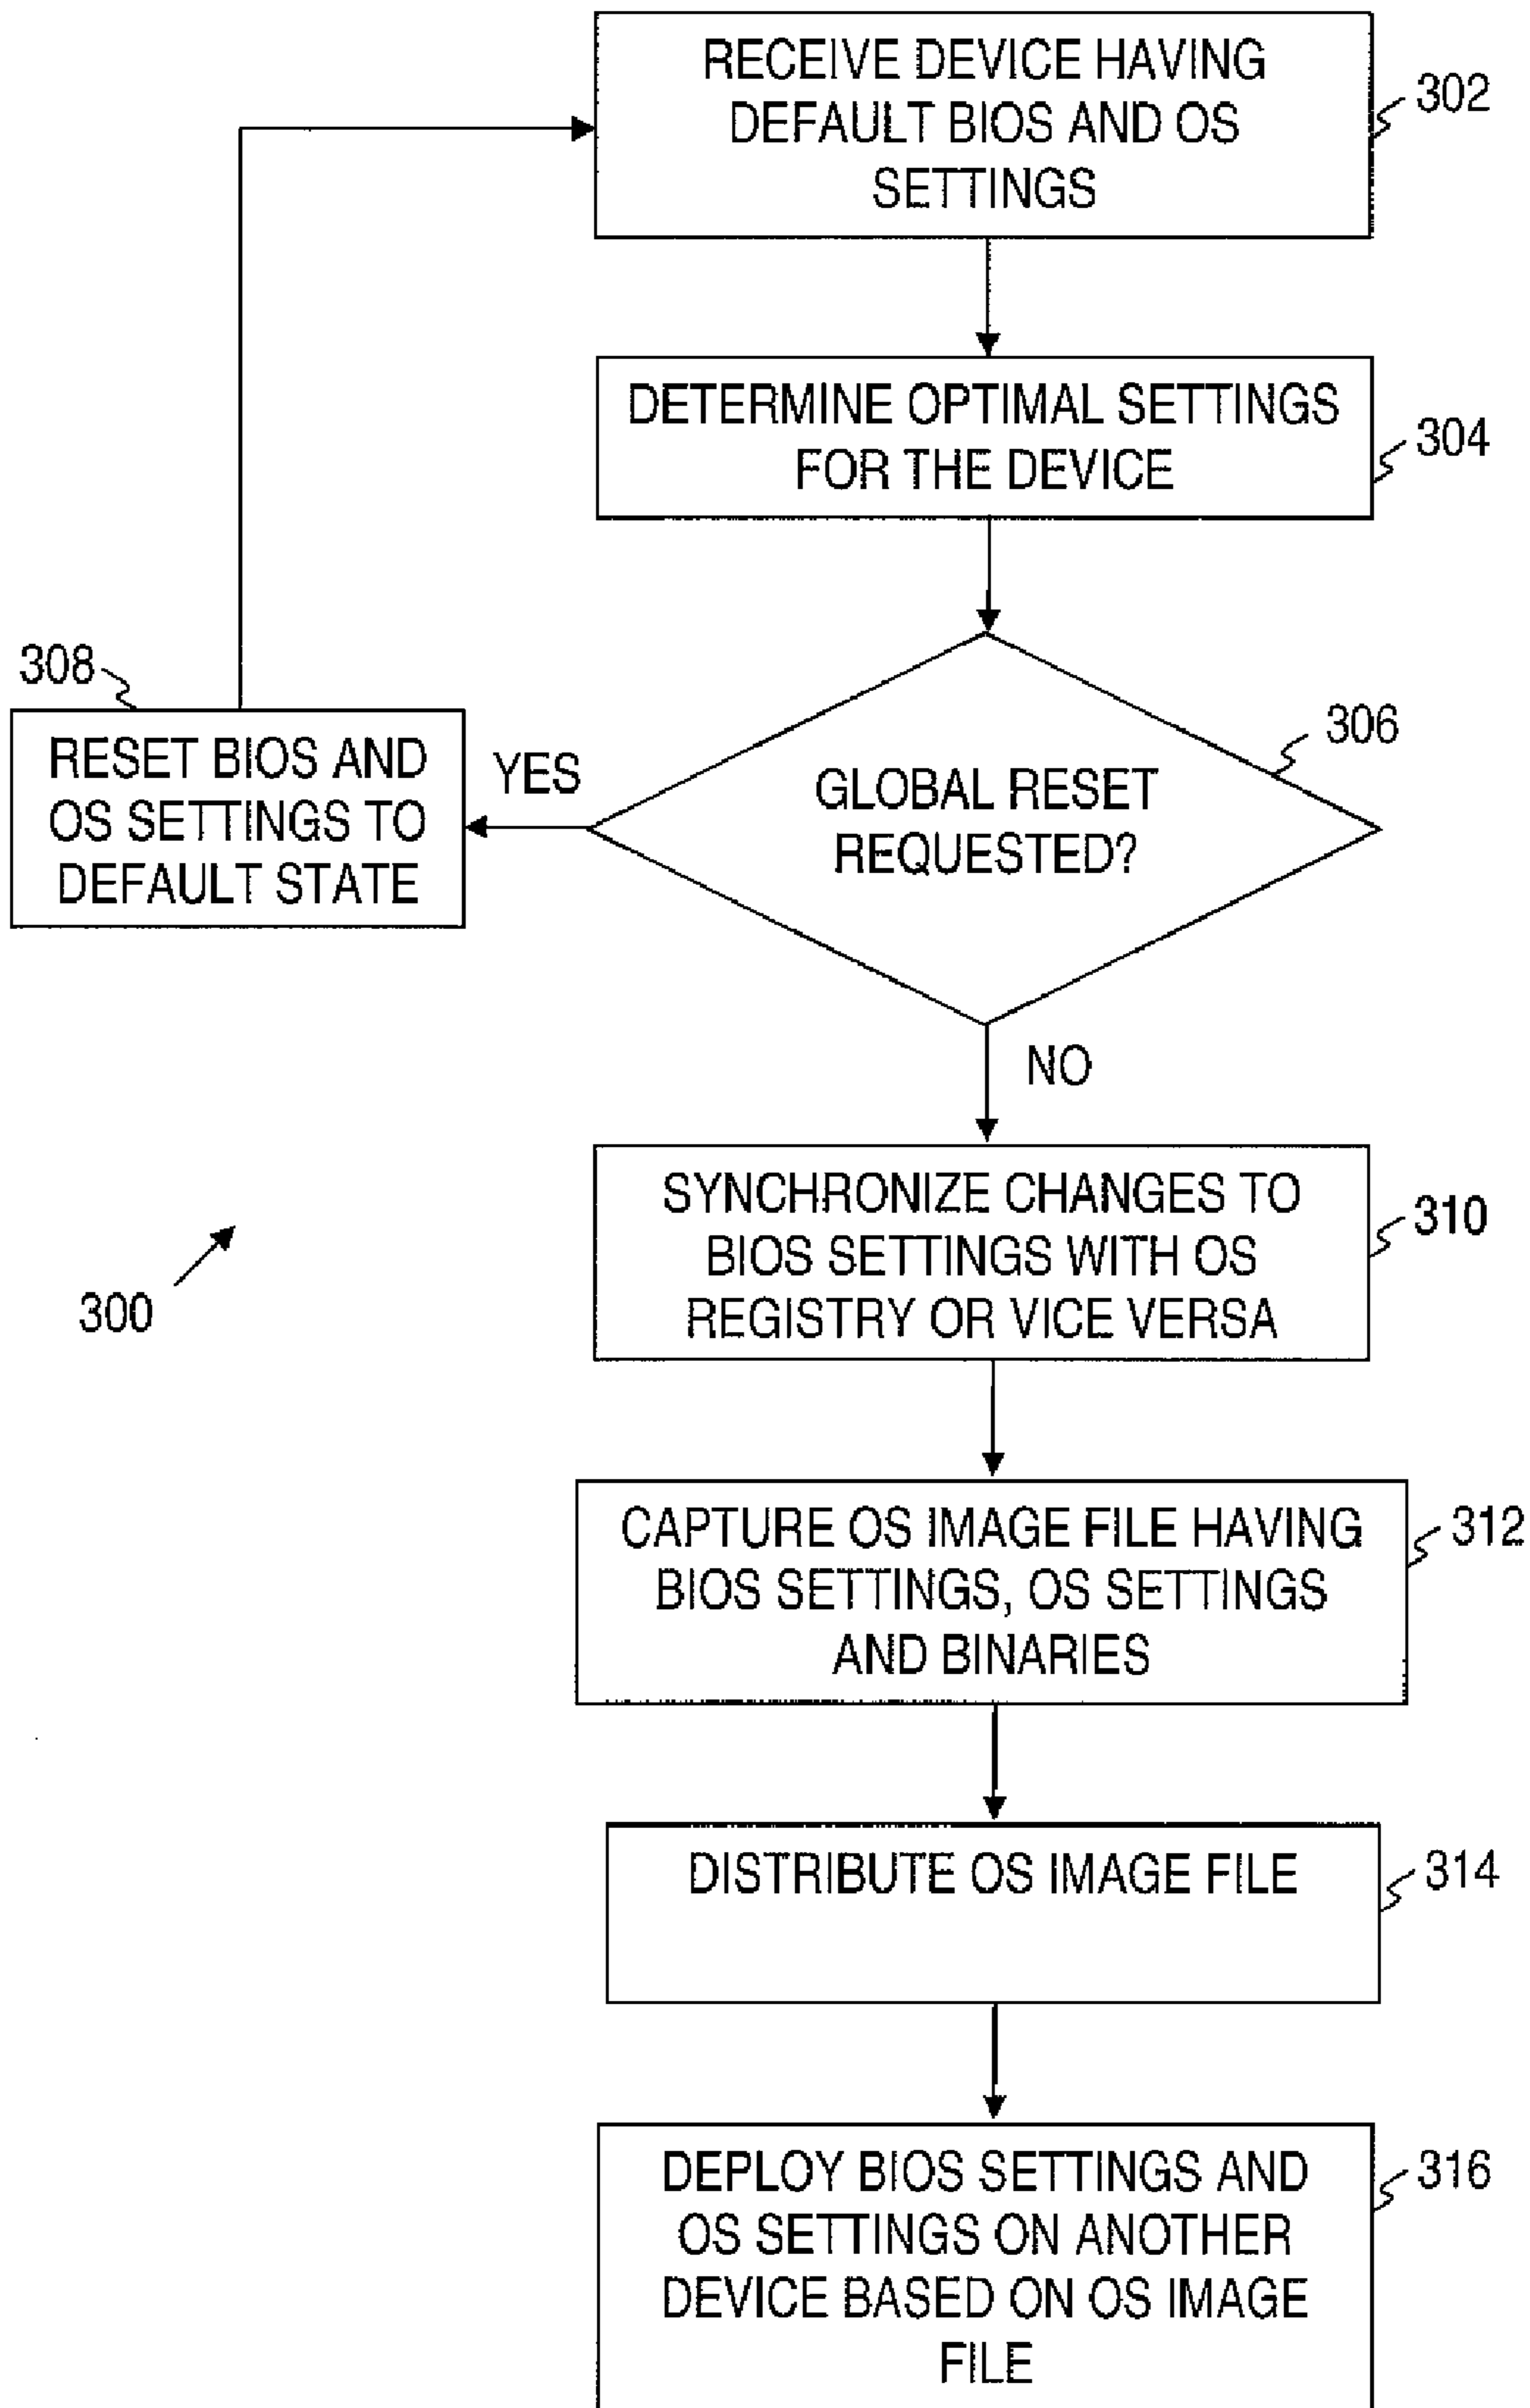 RECEIVE DEVICE HAVING
DEFAULT BIOS AND OS
SETTINGS
302
DETERMINE OPTIMAL SETTINGS
FOR THE DEVICE
304
GLOBAL RESET
REQUESTED?
306
YES
308
RESET BIOS AND
OS SETTINGS TO
DEFAULT STATE
NO
SYNCHRONIZE CHANGES TO
BIOS SETTINGS WITH OS
REGISTRY OR VICE VERSA
310
300
CAPTURE OS IMAGE FILE HAVING
BIOS SETTINGS, OS SETTINGS
AND BINARIES
312
DISTRIBUTE OS IMAGE FILE
314
DEPLOY BIOS SETTINGS AND
OS SETTINGS ON ANOTHER
DEVICE BASED ON OS IMAGE
FILE
316